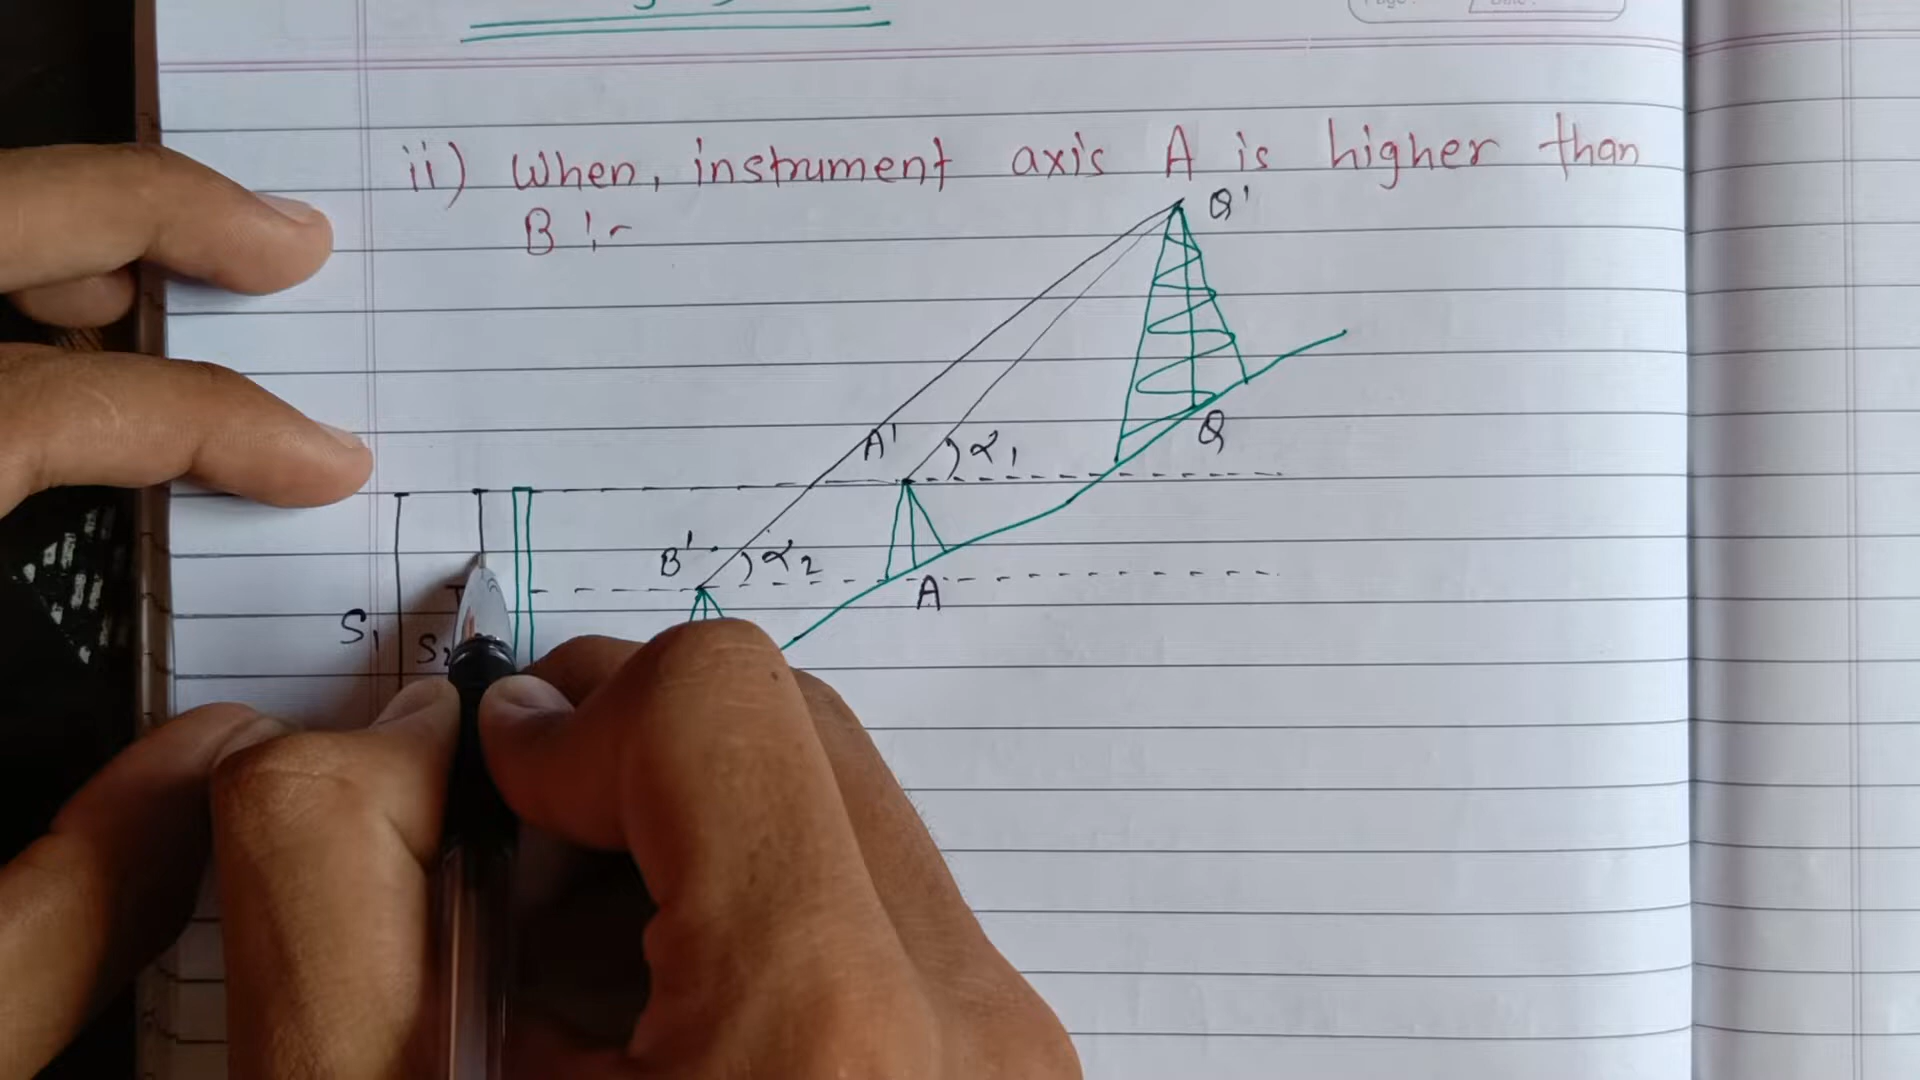 ii) When, instrument axis A is higher than
B :-
Q'
A'
α1
Q
B'
α2
A
S1
S2